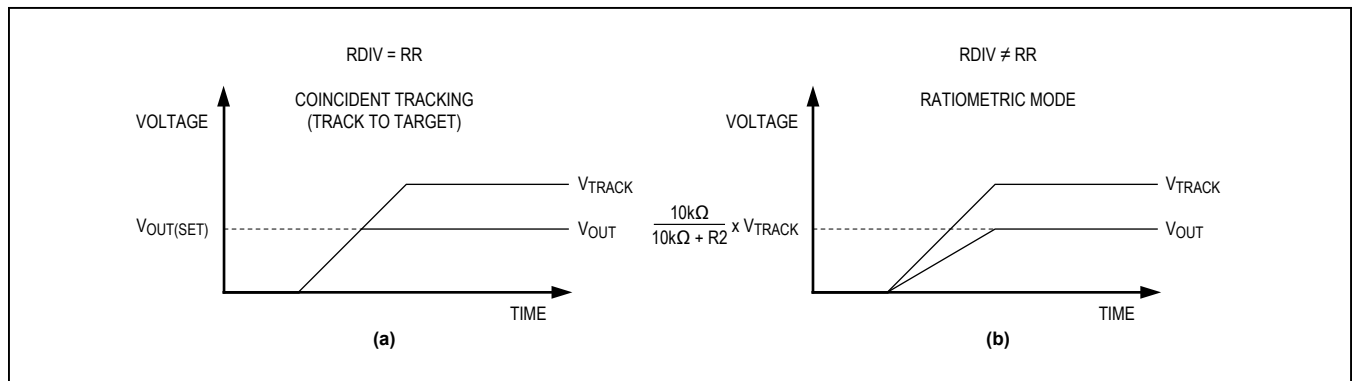 RDIV = RR
COINCIDENT TRACKING
(TRACK TO TARGET)
VOLTAGE
VTRACK
VOUT(SET)
VOUT
TIME
(a)
RDIV ≠ RR
RATIOMETRIC MODE
VOLTAGE
VTRACK
10kΩ
10kΩ + R2
x VTRACK
VOUT
TIME
(b)